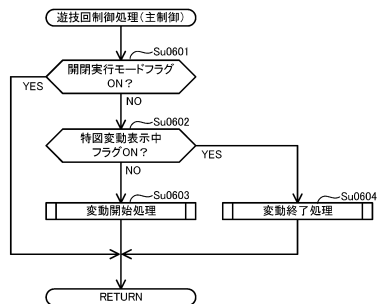 遊技回制御処理(主制御)
Su0601
開閉実行モードフラグ
ON?
YES
NO
Su0602
特図変動表示中
フラグON?
YES
NO
Su0603
変動開始処理
Su0604
変動終了処理
RETURN